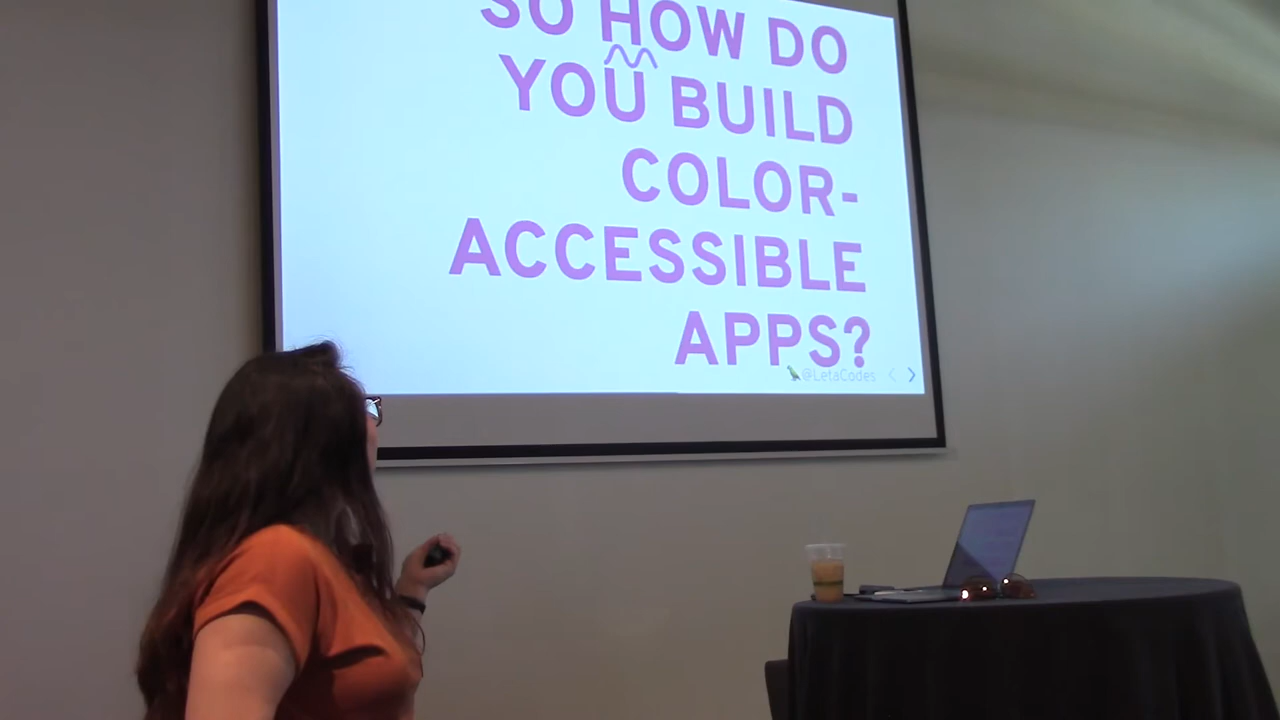 SO HOW DO
YOU BUILD
COLOR-
ACCESSIBLE
APPS?
@LetaCodes